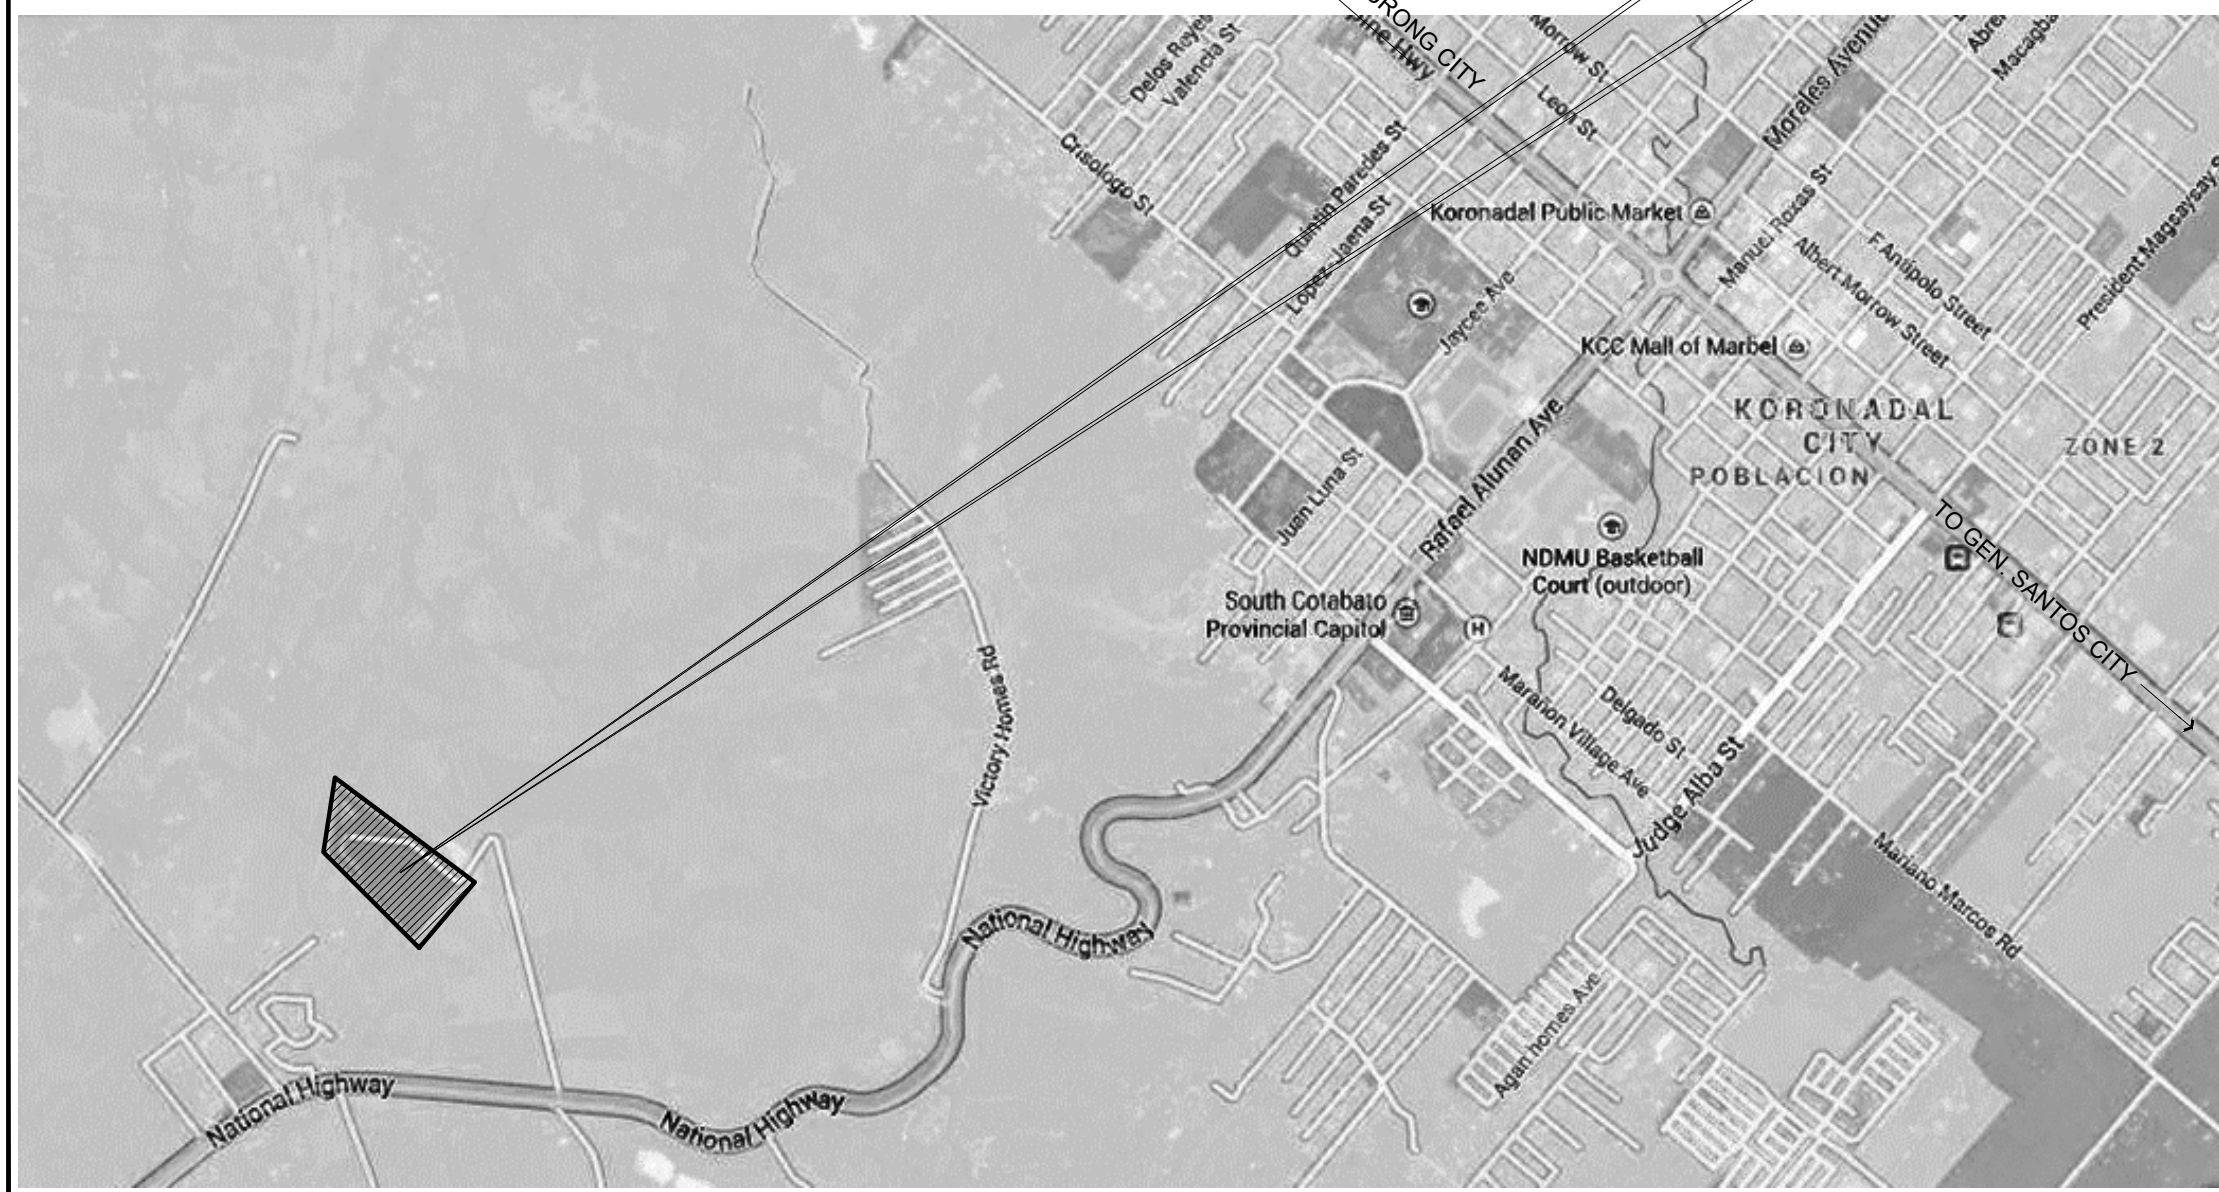 RONG CITY
ine Hwy
Delos Reyes
Valencia St
Morrow St
Leon St
Morales Avenue
Crisologo St
Quintin Paredes St
Lopez-Jaena St
Koronadal Public Market
Manuel Roxas St
Albert Morrow Street
F Antipolo Street
President Magsaysay S
Jaycee Ave
KCC Mall of Marbel
KORONADAL
CITY
POBLACION
ZONE 2
Juan Luna St
Rafael Alunan Ave
NDMU Basketball
Court (outdoor)
TO GEN. SANTOS CITY
South Cotabato
Provincial Capitol
H
Victory Homes Rd
Marañon Village Ave
Delgado St
Judge Alba St
Mariano Marcos Rd
National Highway
Agan homes Ave
National Highway
National Highway